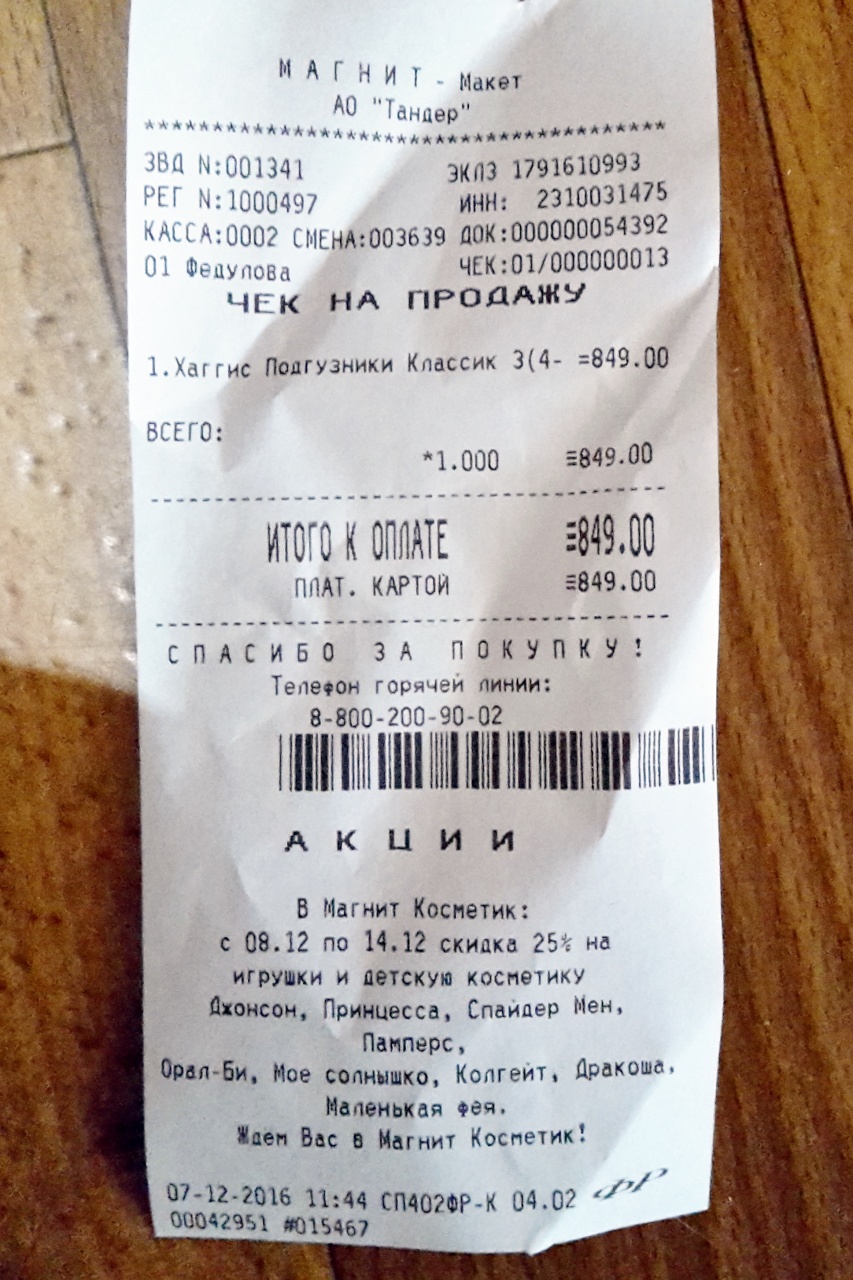 МАГНИТ - Макет
АО "Тандер"
****************************************
ЗВД N:001341 ЭКЛЗ 1791610993
РЕГ N:1000497 ИНН: 2310031475
КАССА:0002 СМЕНА:003639 ДОК:000000054392
01 Федулова ЧЕК:01/000000013
ЧЕК НА ПРОДАЖУ
1.Хаггис Подгузники Классик 3(4- =849.00
ВСЕГО:
*1.000 ≡849.00
ИТОГО К ОПЛАТЕ ≡849.00
ПЛАТ. КАРТОЙ ≡849.00
СПАСИБО ЗА ПОКУПКУ!
Телефон горячей линии:
8-800-200-90-02
АКЦИИ
В Магнит Косметик:
с 08.12 по 14.12 скидка 25% на
игрушки и детскую косметику
Джонсон, Принцесса, Спайдер Мен,
Памперс,
Орал-Би, Мое солнышко, Колгейт, Дракоша,
Маленькая фея.
Ждем Вас в Магнит Косметик!
07-12-2016 11:44 СП402ФР-К 04.02 ФР
00042951 #015467